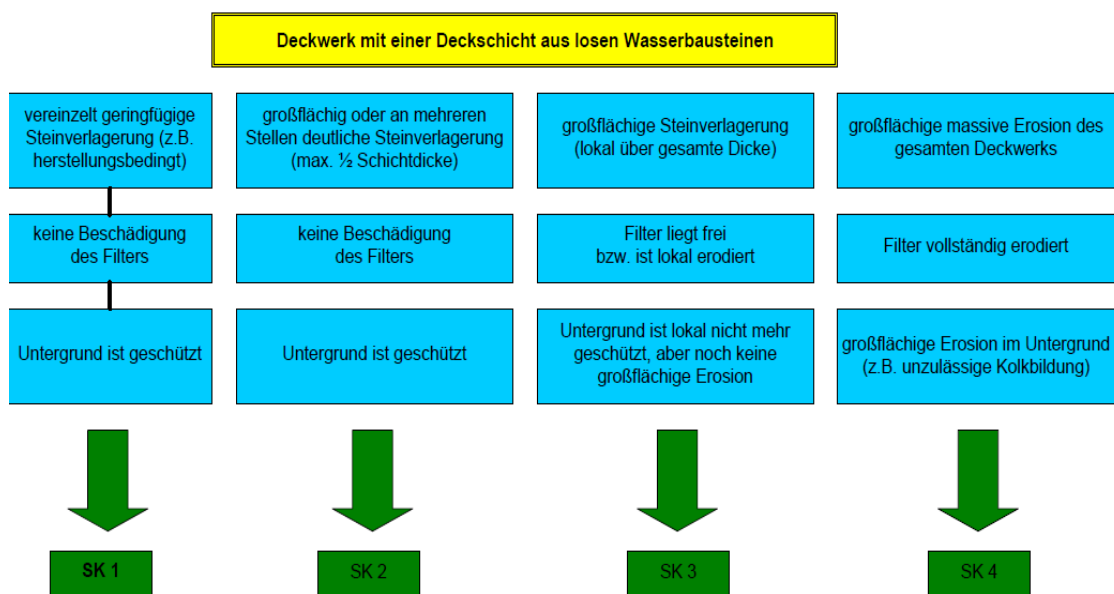 Deckwerk mit einer Deckschicht aus losen Wasserbausteinen
vereinzelt geringfügige
Steinverlagerung (z.B.
herstellungsbedingt)
großflächig oder an mehreren
Stellen deutliche Steinverlagerung
(max. ½ Schichtdicke)
großflächige Steinverlagerung
(lokal über gesamte Dicke)
großflächige massive Erosion des
gesamten Deckwerks
keine Beschädigung
des Filters
keine Beschädigung
des Filters
Filter liegt frei
bzw. ist lokal erodiert
Filter vollständig erodiert
Untergrund ist geschützt
Untergrund ist geschützt
Untergrund ist lokal nicht mehr
geschützt, aber noch keine
großflächige Erosion
großflächige Erosion im Untergrund
(z.B. unzulässige Kolkbildung)
SK 1
SK 2
SK 3
SK 4